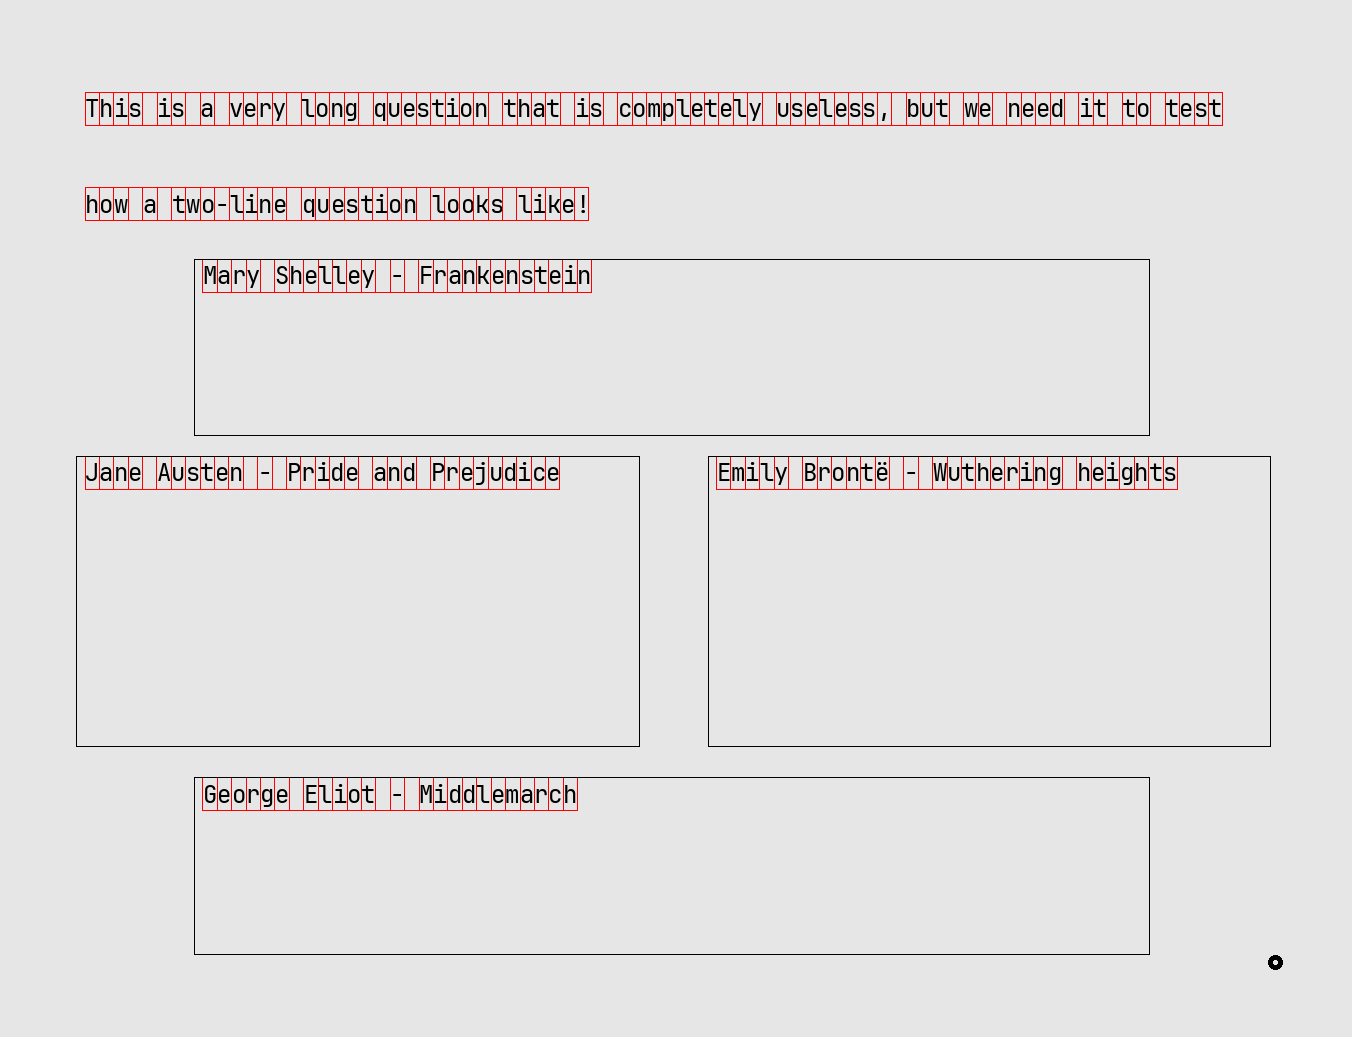 This is a very long question that is completely useless, but we need it to test
how a two-line question looks like!
Mary Shelley - Frankenstein
Jane Austen - Pride and Prejudice
Emily Brontë - Wuthering heights
George Eliot - Middlemarch